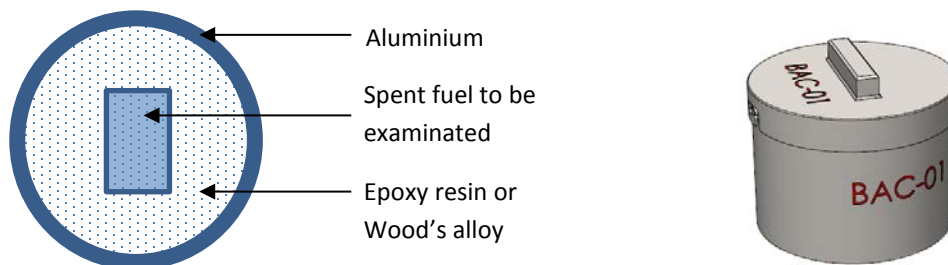 Aluminium
Spent fuel to be
examinated
Epoxy resin or
Wood's alloy
BAC-01
BAC-01